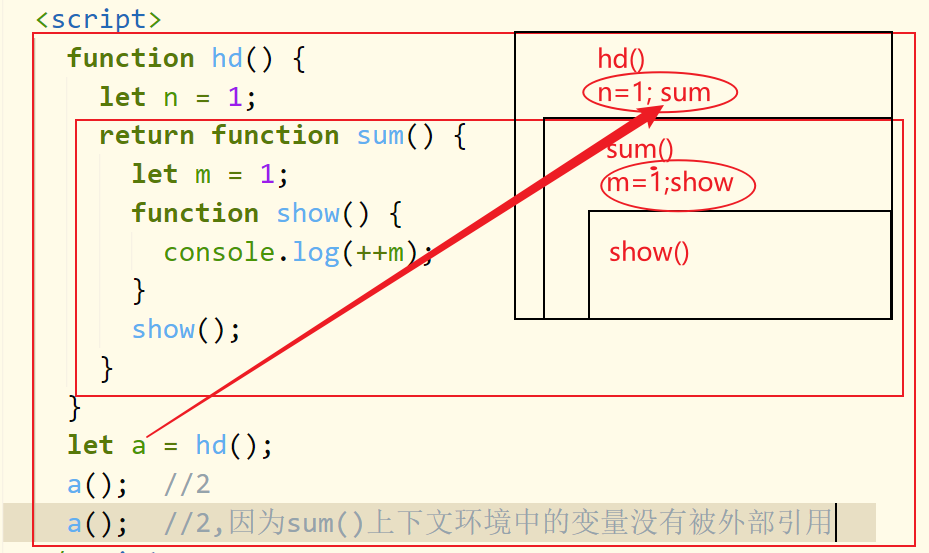 <script>
function hd() {
let n = 1;
return function sum() {
let m = 1;
function show() {
console.log(++m);
}
show();
}
}
let a = hd();
a();  //2
a();  //2,因为sum()上下文环境中的变量没有被外部引用
hd()
n=1; sum
sum()
m=1;show
show()